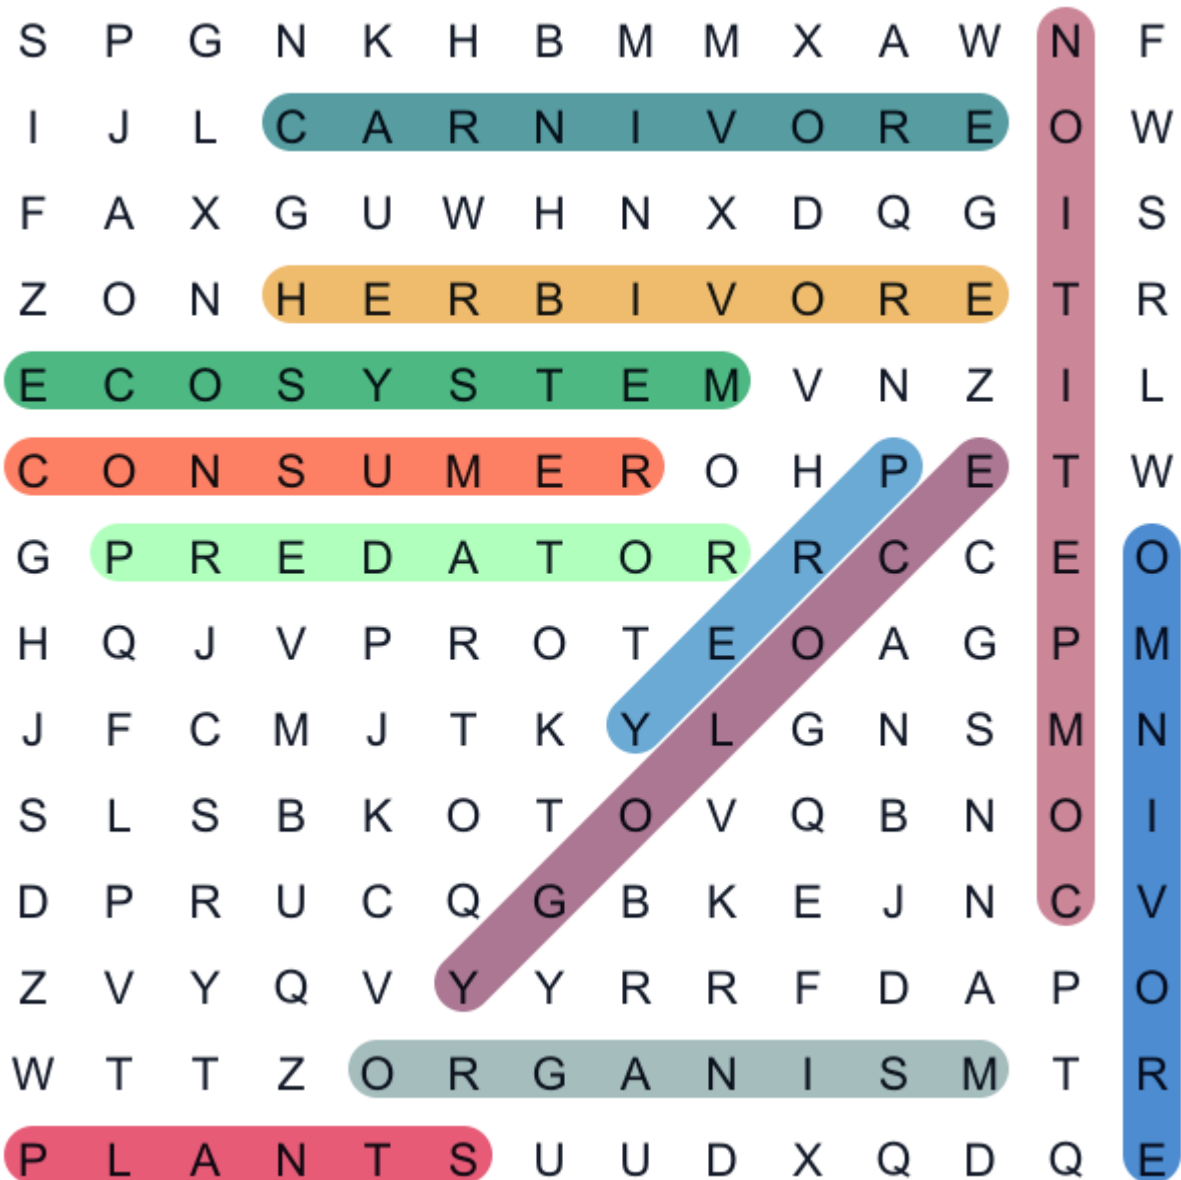 S P G N K H B M M X A W N F
I J L C A R N I V O R E O W
F A X G U W H N X D Q G I S
Z O N H E R B I V O R E T R
E C O S Y S T E M V N Z I L
C O N S U M E R O H P E T W
G P R E D A T O R R C C E O
H Q J V P R O T E O A G P M
J F C M J T K Y L G N S M N
S L S B K O T O V Q B N O I
D P R U C Q G B K E J N C V
Z V Y Q V Y Y R R F D A P O
W T T Z O R G A N I S M T R
P L A N T S U U D X Q D Q E